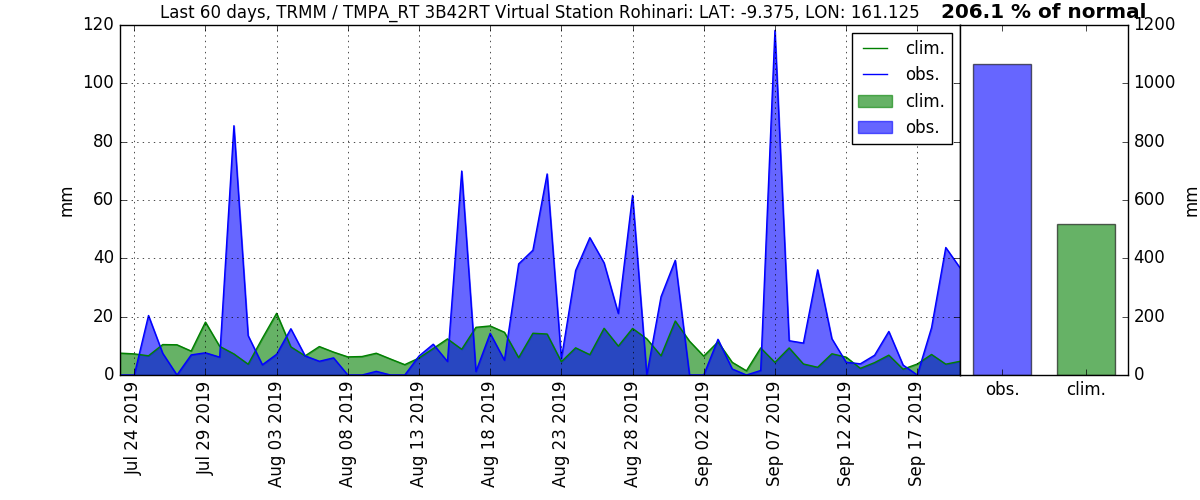 Last 60 days, TRMM / TMPA_RT 3B42RT Virtual Station Rohinari: LAT: -9.375, LON: 161.125 206.1 % of normal
mm
120
100
80
60
40
20
0
clim.
obs.
clim.
obs.
1200
1000
800
600
400
200
0
mm
Jul 24 2019
Jul 29 2019
Aug 03 2019
Aug 08 2019
Aug 13 2019
Aug 18 2019
Aug 23 2019
Aug 28 2019
Sep 02 2019
Sep 07 2019
Sep 12 2019
Sep 17 2019
obs.
clim.